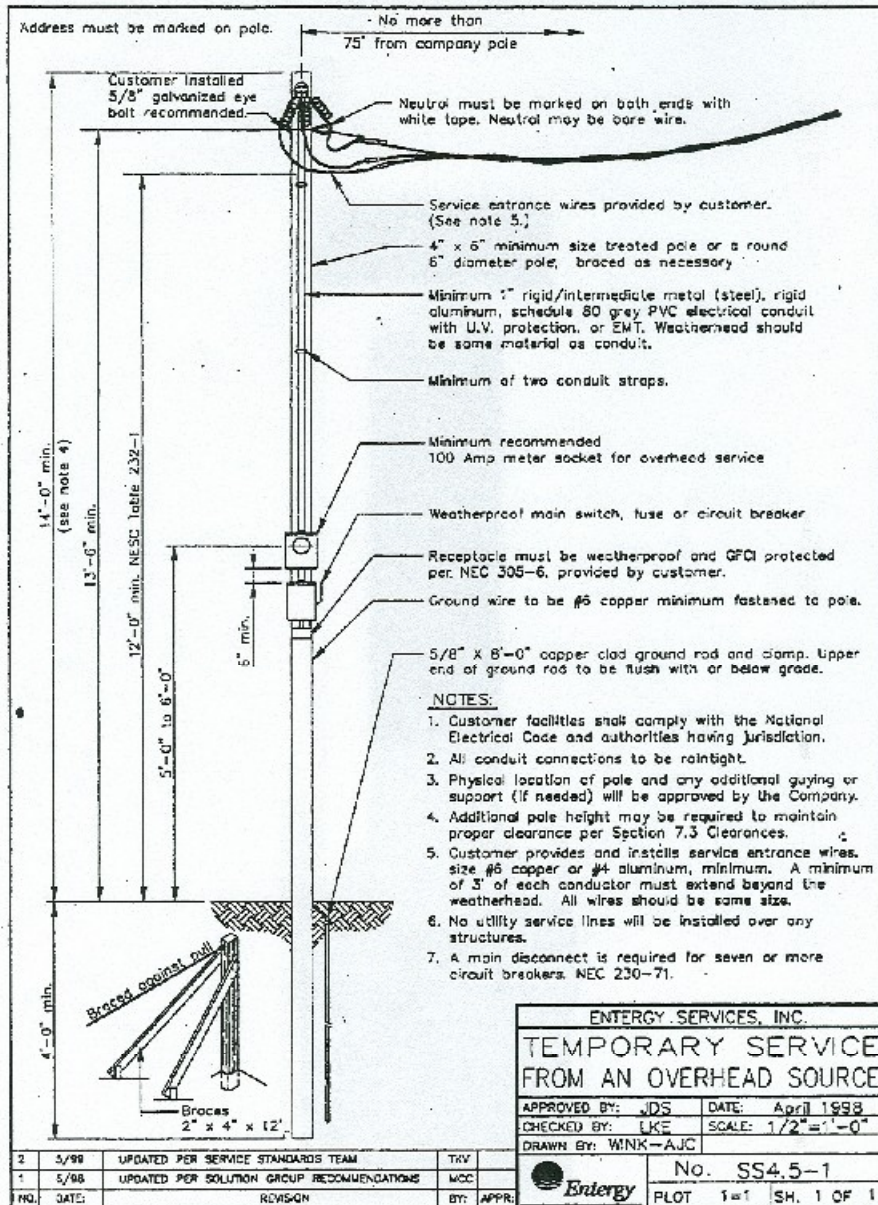 Address must be marked on pole.
No more than
75' from company pole
Customer Installed
5/8" galvanized eye
bolt recommended.
Neutral must be marked on both ends with
white tape. Neutral may be bare wire.
Service entrance wires provided by customer.
(See note 5.)
4" x 6" minimum size treated pole or a round
6" diameter pole, braced as necessary
Minimum 1" rigid/intermediate metal (steel), rigid
aluminum, schedule 80 grey PVC electrical conduit
with U.V. protection, or EMT. Weatherhead should
be same material as conduit.
Minimum of two conduit straps.
Minimum recommended
100 Amp meter socket for overhead service
Weatherproof main switch, fuse or circuit breaker
Receptacle must be weatherproof and GFCI protected
per NEC 305-6, provided by customer.
Ground wire to be #6 copper minimum fastened to pole.
5/8" X 8'-0" copper clad ground rod and clamp. Upper
end of ground rod to be flush with or below grade.
14'-0" min.
(see note 4)
13'-6" min.
12'-0" min. NESC Table 232-1
5'-0" to 6'-0"
6" min.
4'-0" min.
NOTES:
1. Customer facilities shall comply with the National
Electrical Code and authorities having jurisdiction.
2. All conduit connections to be raintight.
3. Physical location of pole and any additional guying or
support (if needed) will be approved by the Company.
4. Additional pole height may be required to maintain
proper clearance per Section 7.3 Clearances.
5. Customer provides and installs service entrance wires,
size #6 copper or #4 aluminum, minimum. A minimum
of 3' of each conductor must extend beyond the
weatherhead. All wires should be same size.
6. No utility service lines will be installed over any
structures.
7. A main disconnect is required for seven or more
circuit breakers. NEC 230-71.
Braced against pull
Braces
2" x 4" x 12'
ENTERGY SERVICES, INC.
TEMPORARY SERVICE
FROM AN OVERHEAD SOURCE
APPROVED BY: JDS DATE: April 1998
CHECKED BY: LKE SCALE: 1/2"=1'-0"
DRAWN BY: WINK-AJC
Entergy
No. SS4.5-1
PLOT 1=1 SH. 1 OF 1
2 5/99 UPDATED PER SERVICE STANDARDS TEAM TKV
1 5/98 UPDATED PER SOLUTION GROUP RECOMMENDATIONS MCC
NO. DATE: REVISION BY: APPR: